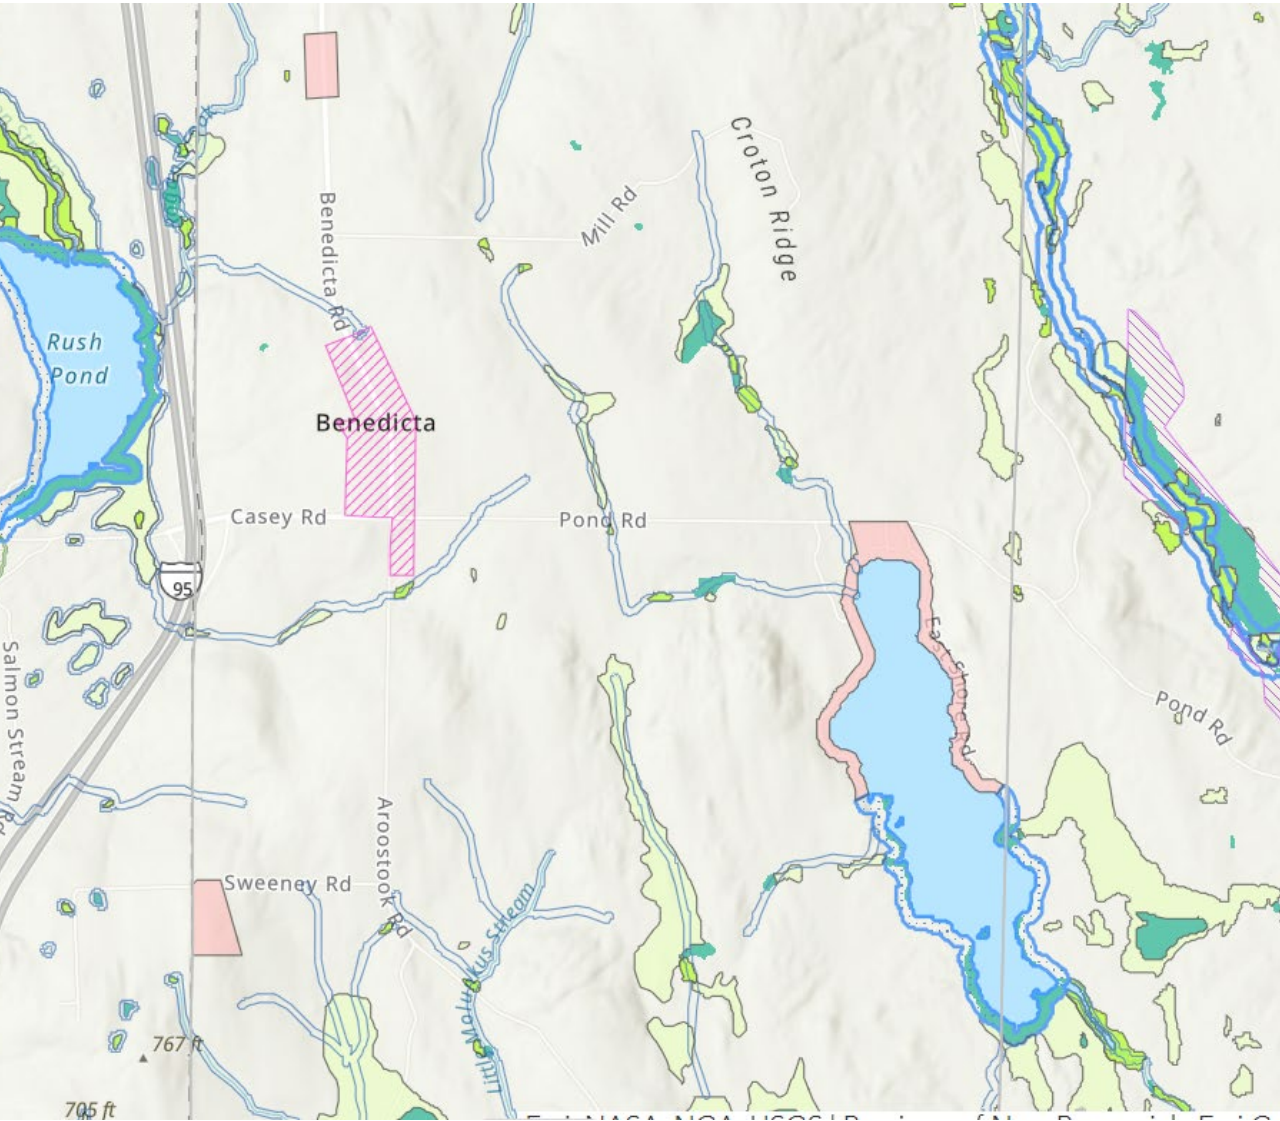 Croton Ridge
Mill Rd
Benedicta Rd
Rush
Pond
Benedicta
Casey Rd
Pond Rd
95
East Shore Rd
Salmon Stream Rd
Pond Rd
Aroostook Rd
Sweeney Rd
Little Molunkus Stream
767 ft
705 ft